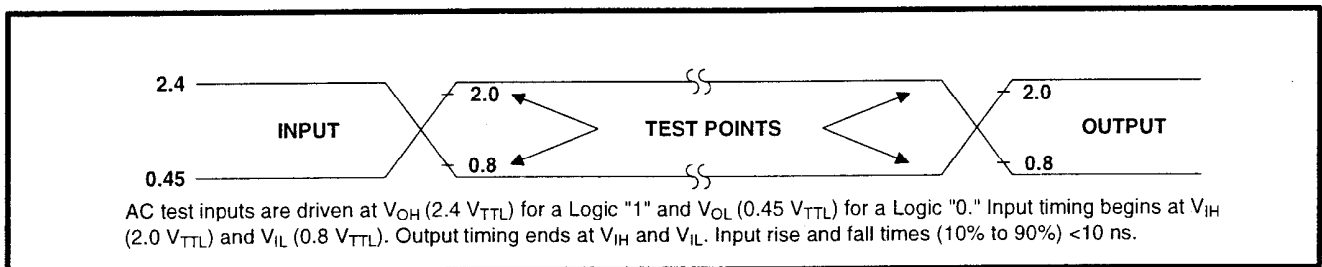 2.4
2.0
2.0
INPUT
TEST POINTS
OUTPUT
0.8
0.8
0.45
AC test inputs are driven at VOH (2.4 VTTL) for a Logic "1" and VOL (0.45 VTTL) for a Logic "0." Input timing begins at VIH
(2.0 VTTL) and VIL (0.8 VTTL). Output timing ends at VIH and VIL. Input rise and fall times (10% to 90%) <10 ns.